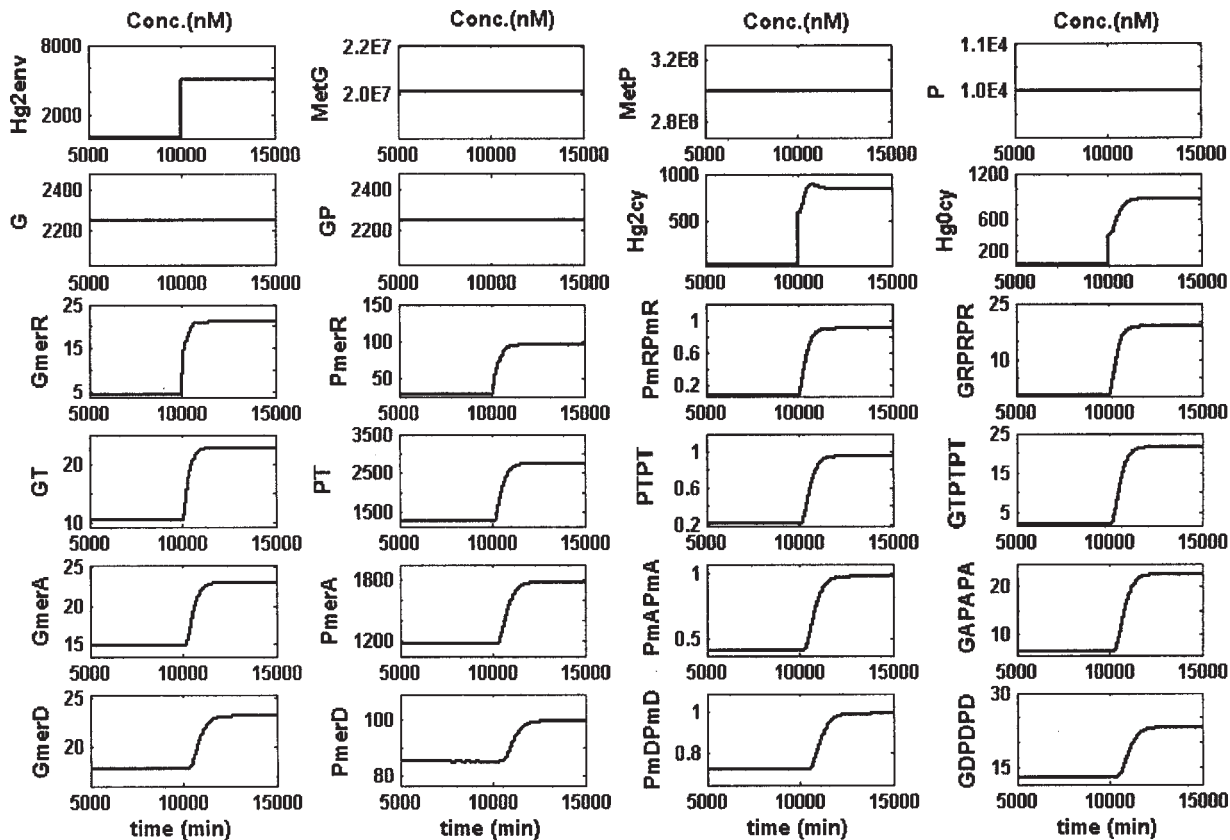 Conc.(nM) Conc.(nM) Conc.(nM) Conc.(nM)
Hg2env 8000 5000 2000 5000 10000 15000
MetG 2.2E7 2.0E7 5000 10000 15000
MetP 3.2E8 2.8E8 5000 10000 15000
P 1.1E4 1.0E4 5000 10000 15000
G 2400 2200 5000 10000 15000
GP 2400 2200 5000 10000 15000
Hg2cy 1000 500 5000 10000 15000
Hg0cy 1200 600 200 5000 10000 15000
GmerR 25 15 5 5000 10000 15000
PmerR 150 100 50 5000 10000 15000
PmRPmR 1 0.6 0.2 5000 10000 15000
GRPRPR 25 10 5000 10000 15000
GT 20 10 5000 10000 15000
PT 3500 2500 1500 5000 10000 15000
PTPT 1 0.6 0.2 5000 10000 15000
GTPTPT 25 15 5 5000 10000 15000
GmerA 25 20 15 5000 10000 15000
PmerA 1800 1200 5000 10000 15000
PmAPmA 1 0.5 5000 10000 15000
GAPAPA 20 10 5000 10000 15000
GmerD 25 20 5000 10000 15000
PmerD 100 80 5000 10000 15000
PmDPmD 1 0.8 5000 10000 15000
GDPDPD 30 15 5000 10000 15000
time (min) time (min) time (min) time (min)